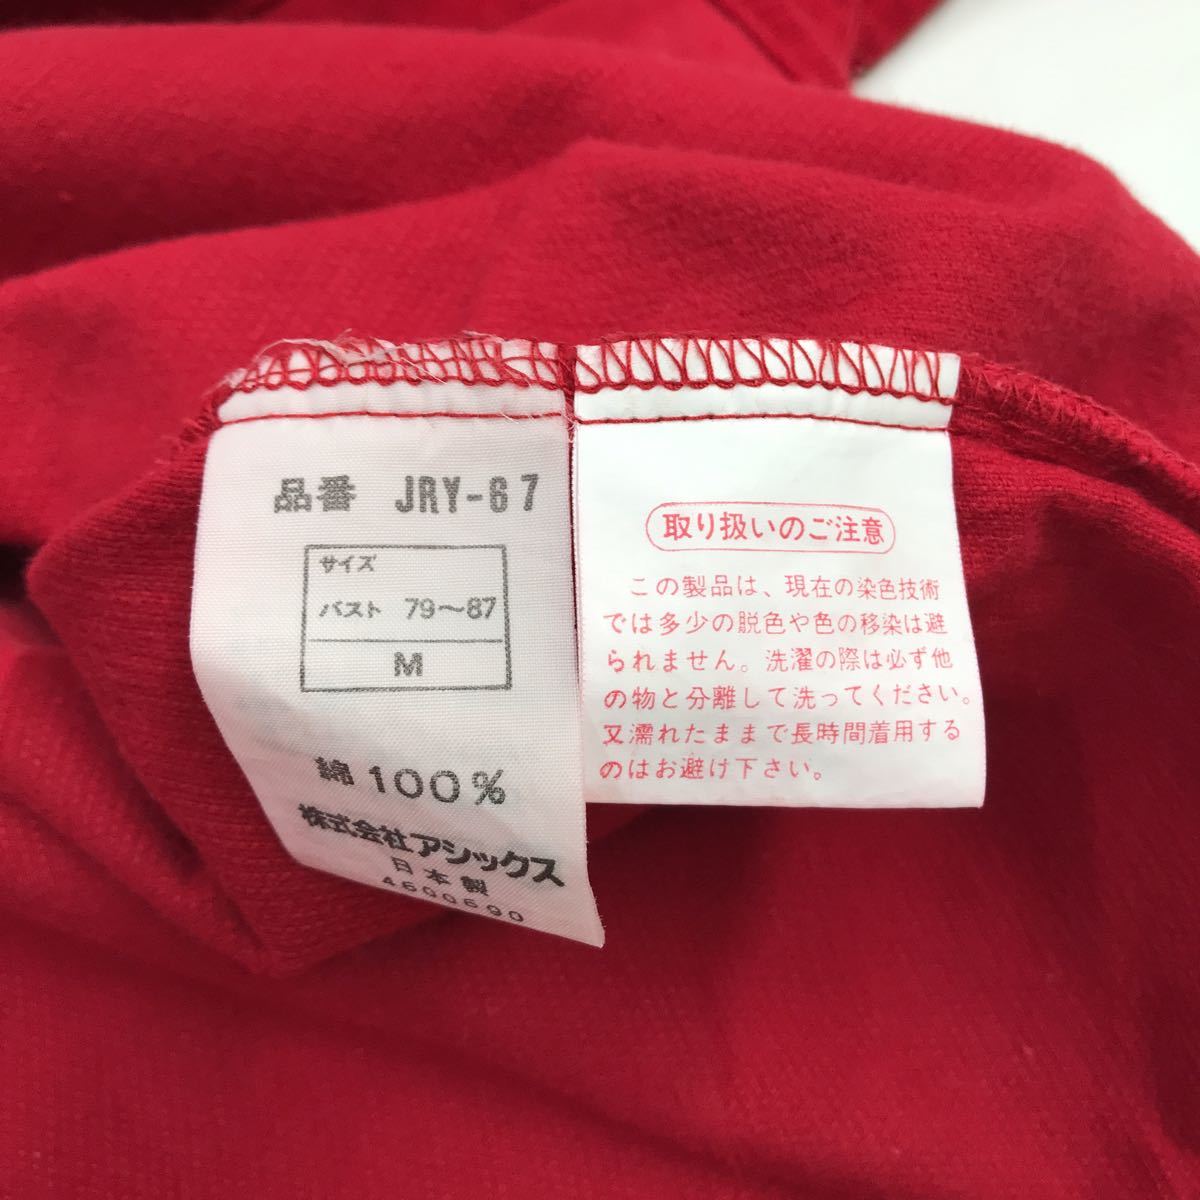 品番 JRY-67
サイズ
バスト 79〜87
M
綿 100%
株式会社アシックス
日本製
4600690
取り扱いのご注意
この製品は、現在の染色技術
では多少の脱色や色の移染は避
られません。洗濯の際は必ず他
の物と分離して洗ってください。
又濡れたままで長時間着用する
のはお避け下さい。